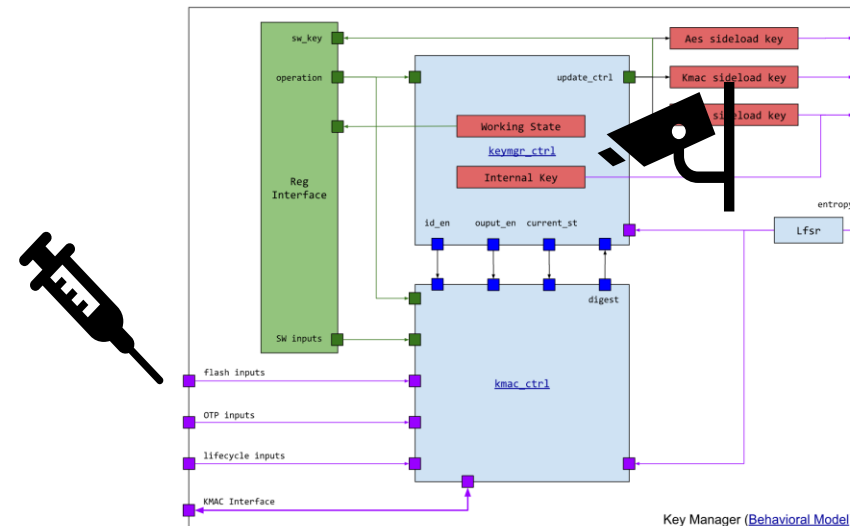 sw_key
Aes sideload key
operation
update_ctrl
Kmac sideload key
sideload key
Working State
keymgr_ctrl
Reg
Interface
Internal Key
entropy
id_en
ouput_en
current_st
Lfsr
digest
SW inputs
flash inputs
kmac_ctrl
OTP inputs
lifecycle inputs
KMAC Interface
Key Manager (Behavioral Model